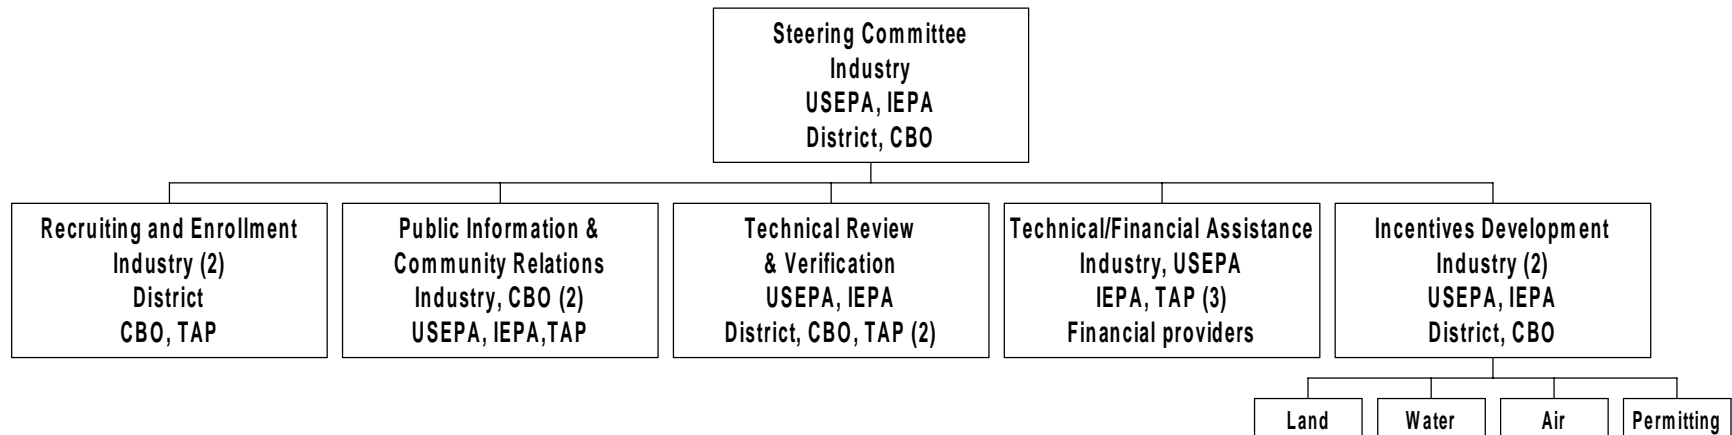 Steering Committee
Industry
USEPA, IEPA
District, CBO
Recruiting and Enrollment
Industry (2)
District
CBO, TAP
Public Information &
Community Relations
Industry, CBO (2)
USEPA, IEPA,TAP
Technical Review
& Verification
USEPA, IEPA
District, CBO, TAP (2)
Technical/Financial Assistance
Industry, USEPA
IEPA, TAP (3)
Financial providers
Incentives Development
Industry (2)
USEPA, IEPA
District, CBO
Land
Water
Air
Permitting